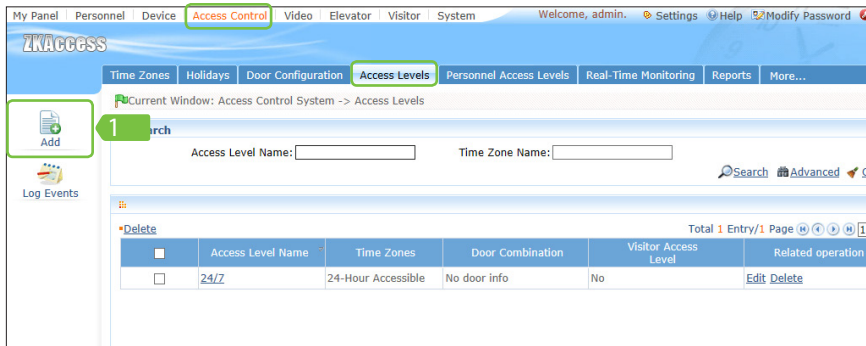 My Panel Personnel Device Access Control Video Elevator Visitor System Welcome, admin. Settings Help Modify Password
ZKAccess
Time Zones Holidays Door Configuration Access Levels Personnel Access Levels Real-Time Monitoring Reports More...
Current Window: Access Control System -> Access Levels
Add
1
Access Level Name: Time Zone Name:
Search Advanced
Log Events
Delete Total 1 Entry/1 Page 1
Access Level Name Time Zones Door Combination Visitor Access Level Related operation
24/7 24-Hour Accessible No door info No Edit Delete